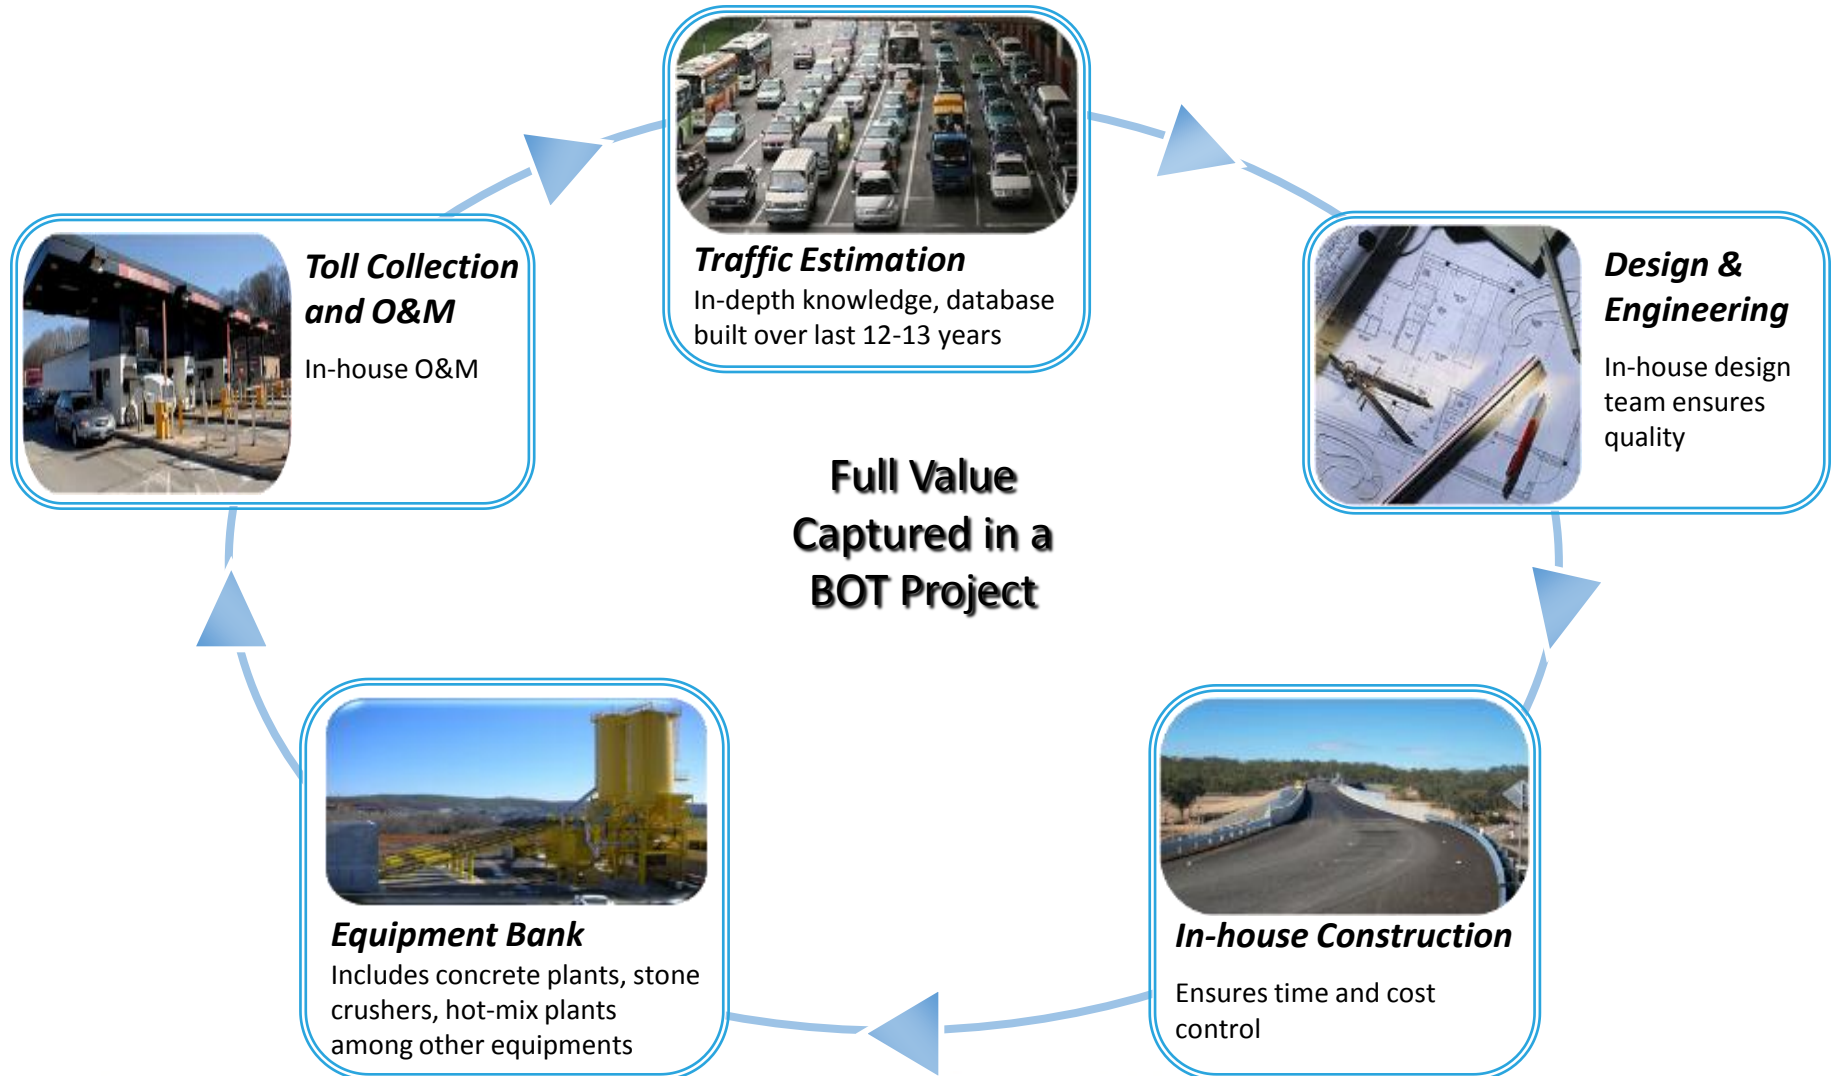 Traffic Estimation
In-depth knowledge, database
built over last 12-13 years
Design &
Engineering
In-house design
team ensures
quality
In-house Construction
Ensures time and cost
control
Equipment Bank
Includes concrete plants, stone
crushers, hot-mix plants
among other equipments
Toll Collection
and O&M
In-house O&M
Full Value
Captured in a
BOT Project